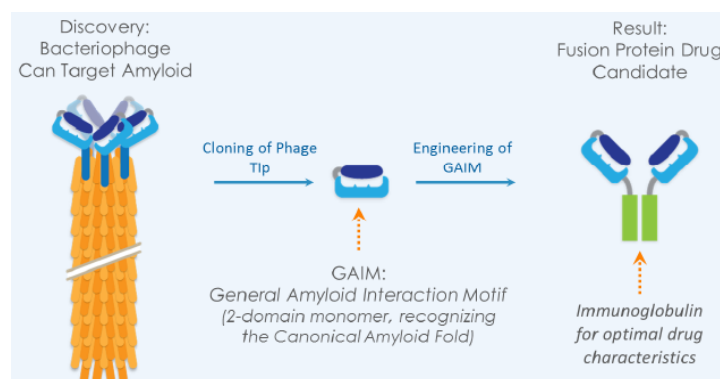 Discovery:
Bacteriophage
Can Target Amyloid
Cloning of Phage
Tip
Engineering of
GAIM
Result:
Fusion Protein Drug
Candidate
GAIM:
General Amyloid Interaction Motif
(2-domain monomer, recognizing
the Canonical Amyloid Fold)
Immunoglobulin
for optimal drug
characteristics